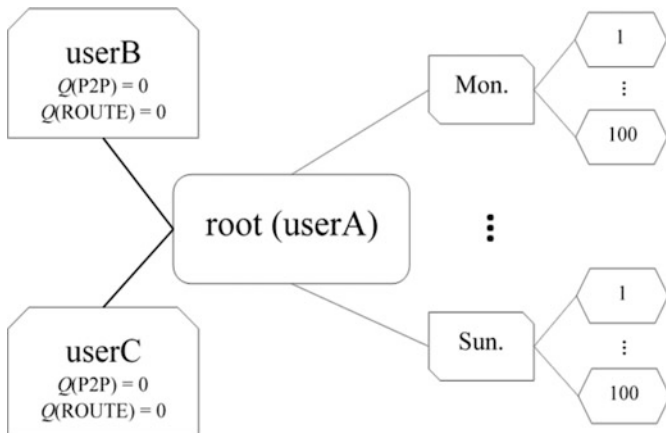 userB
Q(P2P) = 0
Q(ROUTE) = 0
root (userA)
userC
Q(P2P) = 0
Q(ROUTE) = 0
Mon.
1
⋮
100
⋮
Sun.
1
⋮
100